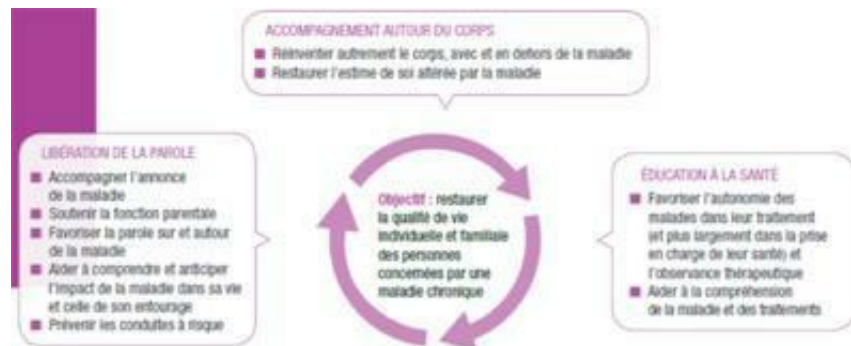 ACCOMPAGNEMENT AUTOUR DU CORPS
■ Réinventer autrement le corps, avec et en dehors de la maladie
■ Restaurer l'estime de soi altérée par la maladie
LIBÉRATION DE LA PAROLE
■ Accompagner l'annonce
de la maladie
■ Soutenir la fonction parentale
■ Favoriser la parole sur et autour
de la maladie
■ Aider à comprendre et anticiper
l'impact de la maladie dans sa vie
et celle de son entourage
■ Prévenir les conduites à risque
Objectif : restaurer
la qualité de vie
individuelle et familiale
des personnes
concernées par une
maladie chronique
ÉDUCATION À LA SANTÉ
■ Favoriser l'autonomie des
malades dans leur traitement
(et plus largement dans la prise
en charge de leur santé) et
l'observance thérapeutique
■ Aider à la compréhension
de la maladie et des traitements